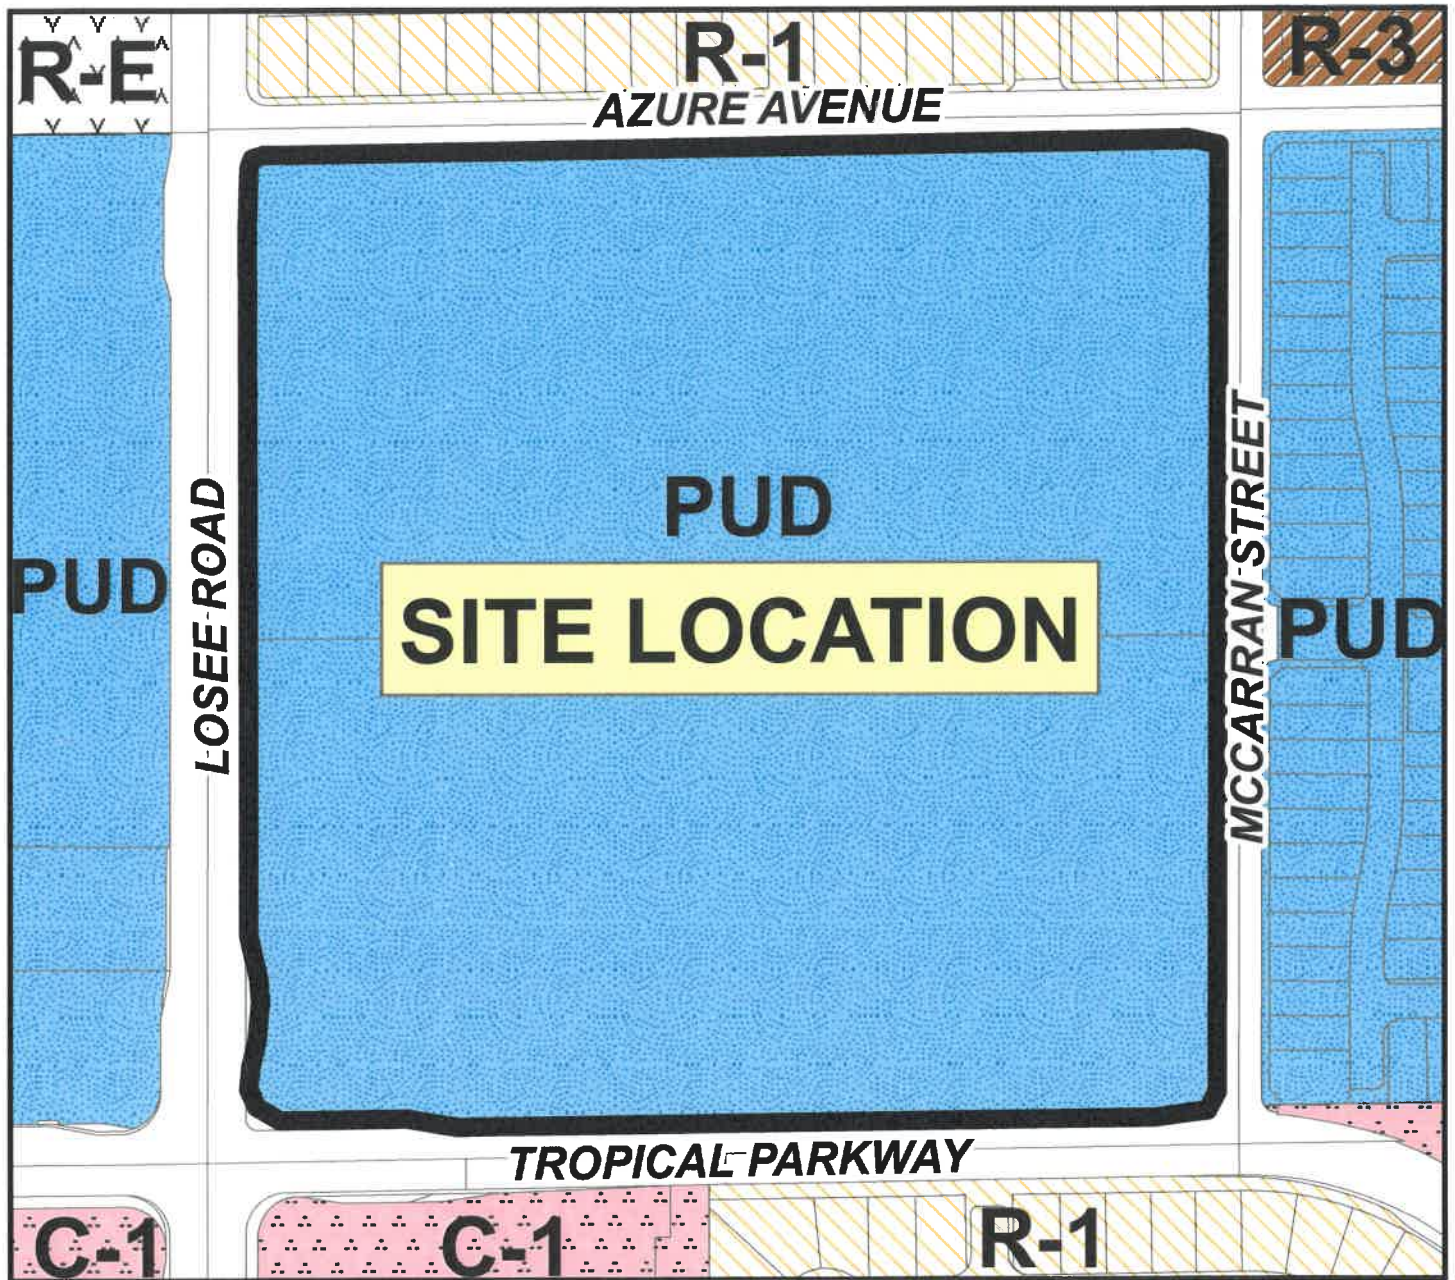 R-E
R-1
R-3
AZURE AVENUE
PUD
LOSEE ROAD
PUD
SITE LOCATION
MCCARRAN STREET
PUD
TROPICAL PARKWAY
C-1
C-1
R-1